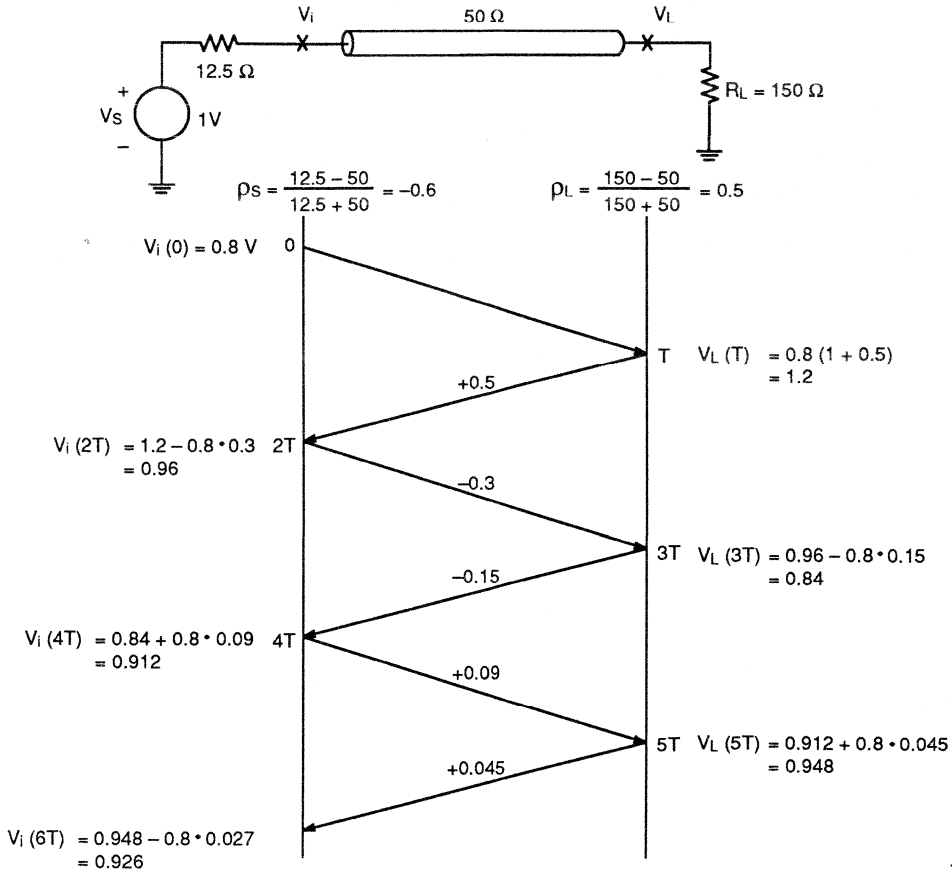 Vi 50 Ω VL
12.5 Ω
+
VS 1V
–
RL = 150 Ω
ρS = 12.5 – 50 / 12.5 + 50 = –0.6
ρL = 150 – 50 / 150 + 50 = 0.5
Vi (0) = 0.8 V 0
T VL (T) = 0.8 (1 + 0.5)
= 1.2
+0.5
Vi (2T) = 1.2 – 0.8 • 0.3 2T
= 0.96
–0.3
3T VL (3T) = 0.96 – 0.8 • 0.15
= 0.84
–0.15
Vi (4T) = 0.84 + 0.8 • 0.09 4T
= 0.912
+0.09
5T VL (5T) = 0.912 + 0.8 • 0.045
= 0.948
+0.045
Vi (6T) = 0.948 – 0.8 • 0.027
= 0.926